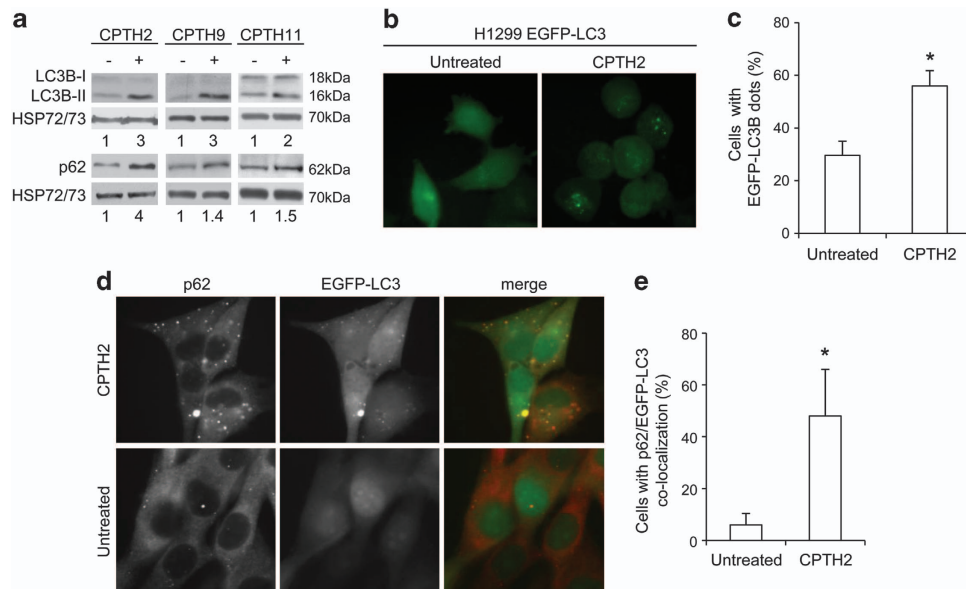 a
CPTH2 CPTH9 CPTH11
- + - + - +
LC3B-I 18kDa
LC3B-II 16kDa
HSP72/73 70kDa
1 3 1 3 1 2
p62 62kDa
HSP72/73 70kDa
1 4 1 1.4 1 1.5
b
H1299 EGFP-LC3
Untreated CPTH2
c
Cells with
EGFP-LC3B dots (%)
80
60
40
20
0
*
Untreated CPTH2
d
p62 EGFP-LC3 merge
CPTH2
Untreated
e
Cells with p62/EGFP-LC3
co-localization (%)
80
60
40
20
0
*
Untreated CPTH2